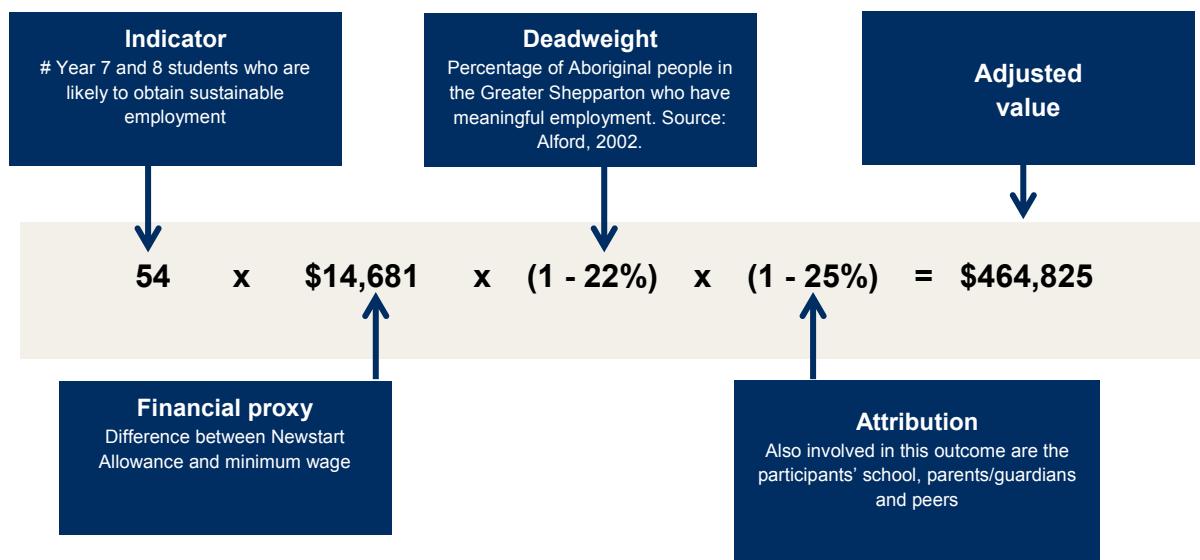 Indicator
# Year 7 and 8 students who are
likely to obtain sustainable
employment
Deadweight
Percentage of Aboriginal people in
the Greater Shepparton who have
meaningful employment. Source:
Alford, 2002.
Adjusted
value
54 x $14,681 x (1 - 22%) x (1 - 25%) = $464,825
Financial proxy
Difference between Newstart
Allowance and minimum wage
Attribution
Also involved in this outcome are the
participants’ school, parents/guardians
and peers